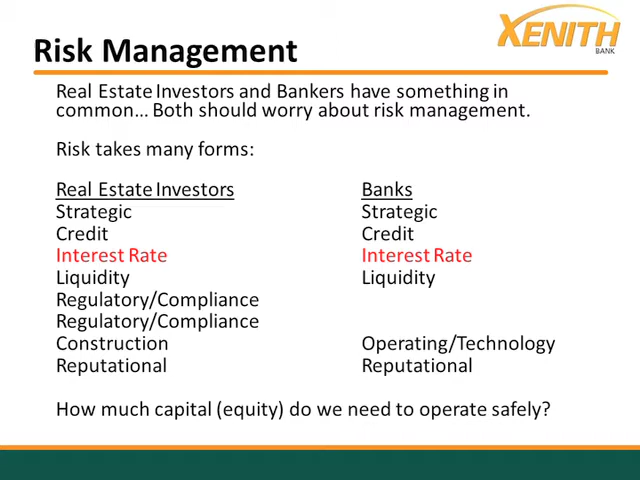 XENITH
BANK
Risk Management
Real Estate Investors and Bankers have something in
common… Both should worry about risk management.
Risk takes many forms:
Real Estate Investors Banks
Strategic Strategic
Credit Credit
Interest Rate Interest Rate
Liquidity Liquidity
Regulatory/Compliance
Regulatory/Compliance
Construction Operating/Technology
Reputational Reputational
How much capital (equity) do we need to operate safely?